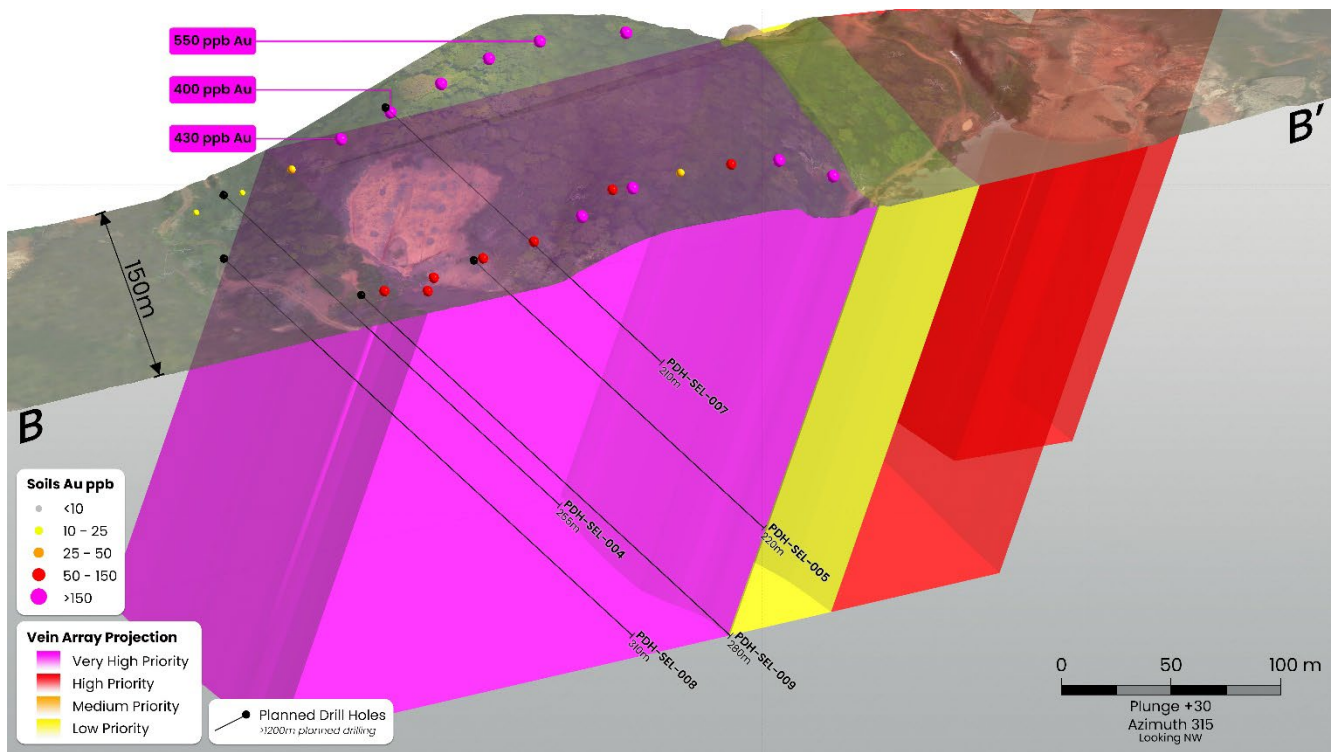 550 ppb Au
400 ppb Au
430 ppb Au
B'
150m
B
PDH-SEL-007
210m
PDH-SEL-004
255m
PDH-SEL-005
220m
PDH-SEL-008
310m
PDH-SEL-009
280m
Soils Au ppb
<10
10 - 25
25 - 50
50 - 150
>150
Vein Array Projection
Very High Priority
High Priority
Medium Priority
Low Priority
Planned Drill Holes
>1200m planned drilling
0 50 100 m
Plunge +30
Azimuth 315
Looking NW